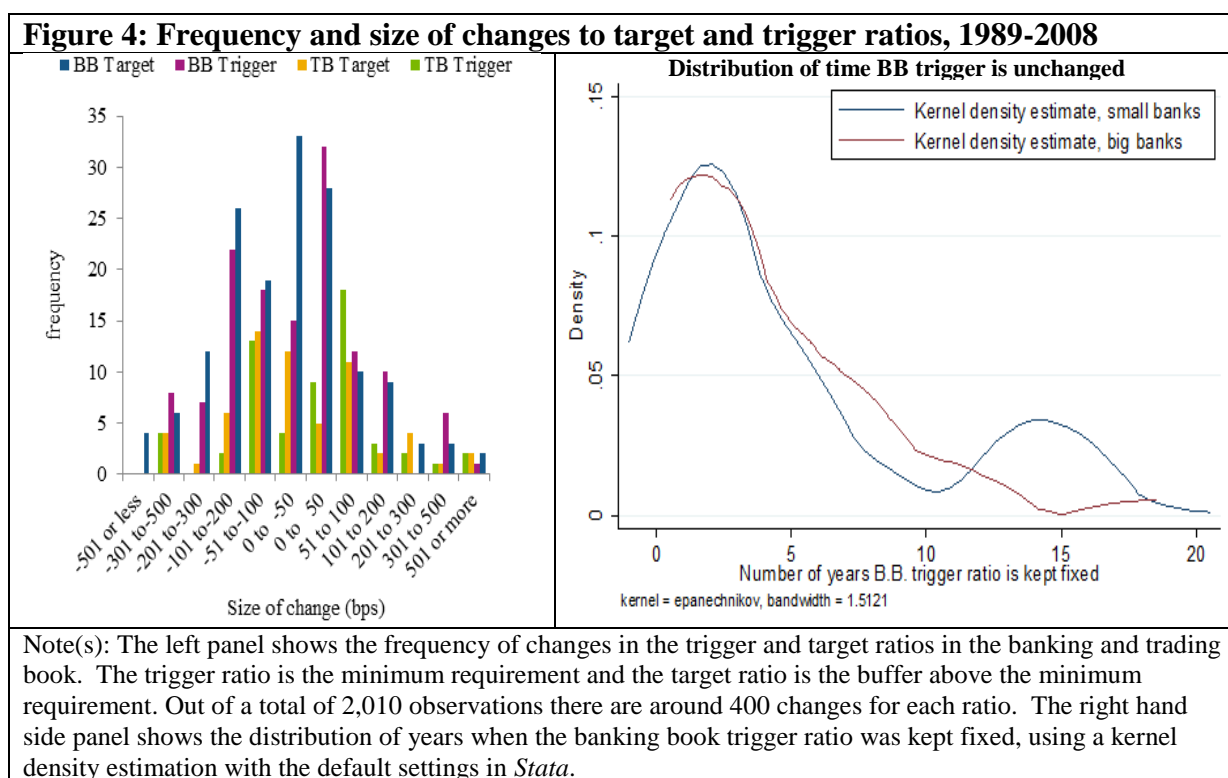 Figure 4: Frequency and size of changes to target and trigger ratios, 1989-2008
BB Target BB Trigger TB Target TB Trigger
35
30
25
20
15
10
5
0
frequency
-501 or less
-301 to-500
-201 to-300
-101 to-200
-51 to-100
0 to -50
0 to 50
51 to 100
101 to 200
201 to 300
301 to 500
501 or more
Size of change (bps)
Distribution of time BB trigger is unchanged
Kernel density estimate, small banks
Kernel density estimate, big banks
.15
.1
.05
0
Density
0 5 10 15 20
Number of years B.B. trigger ratio is kept fixed
kernel = epanechnikov, bandwidth = 1.5121
Note(s): The left panel shows the frequency of changes in the trigger and target ratios in the banking and trading
book. The trigger ratio is the minimum requirement and the target ratio is the buffer above the minimum
requirement. Out of a total of 2,010 observations there are around 400 changes for each ratio. The right hand
side panel shows the distribution of years when the banking book trigger ratio was kept fixed, using a kernel
density estimation with the default settings in Stata.